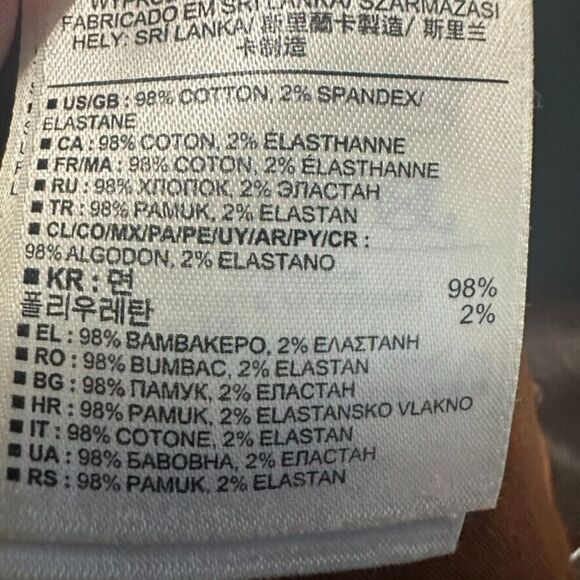 FABRICADO EM SRI LANKA/ SZÁRMAZÁSI
HELY: SRI LANKA/ 斯里蘭卡製造/ 斯里兰
卡制造
■ US/GB : 98% COTTON, 2% SPANDEX/
ELASTANE
■ CA : 98% COTON, 2% ÉLASTHANNE
■ FR/MA : 98% COTON, 2% ÉLASTHANNE
■ RU : 98% ХЛОПОК, 2% ЭЛАСТАН
■ TR : 98% PAMUK, 2% ELASTAN
■ CL/CO/MX/PA/PE/UY/AR/PY/CR :
98% ALGODON, 2% ELASTANO
■ KR : 면 98%
폴리우레탄 2%
■ EL : 98% ΒΑΜΒΑΚΕΡΟ, 2% ΕΛΑΣΤΑΝΗ
■ RO : 98% BUMBAC, 2% ELASTAN
■ BG : 98% ПАМУК, 2% ЕЛАСТАН
■ HR : 98% PAMUK, 2% ELASTANSKO VLAKNO
■ IT : 98% COTONE, 2% ELASTAN
■ UA : 98% БАВОВНА, 2% ЕЛАСТАН
■ RS : 98% PAMUK, 2% ELASTAN